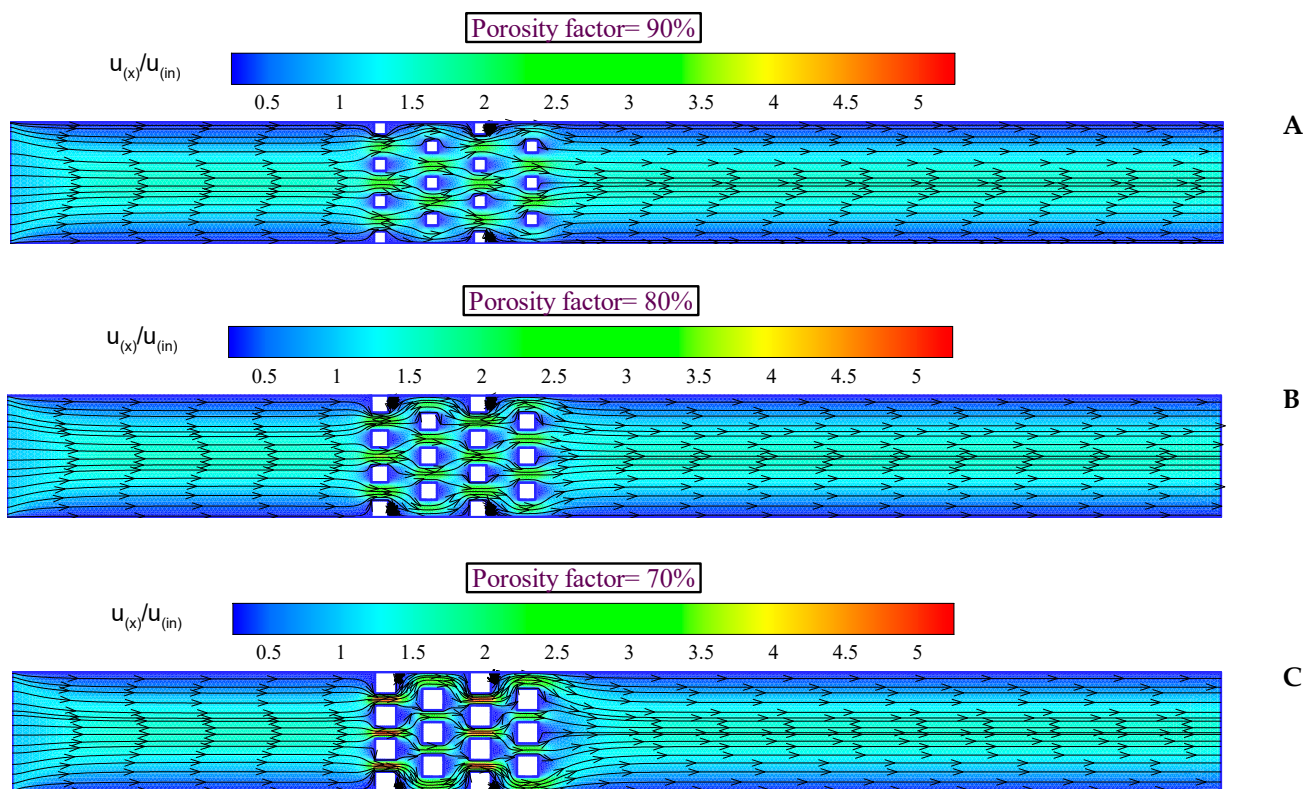 Porosity factor= 90%
u(x)/u(in)
0.5 1 1.5 2 2.5 3 3.5 4 4.5 5
A
Porosity factor= 80%
u(x)/u(in)
0.5 1 1.5 2 2.5 3 3.5 4 4.5 5
B
Porosity factor= 70%
u(x)/u(in)
0.5 1 1.5 2 2.5 3 3.5 4 4.5 5
C